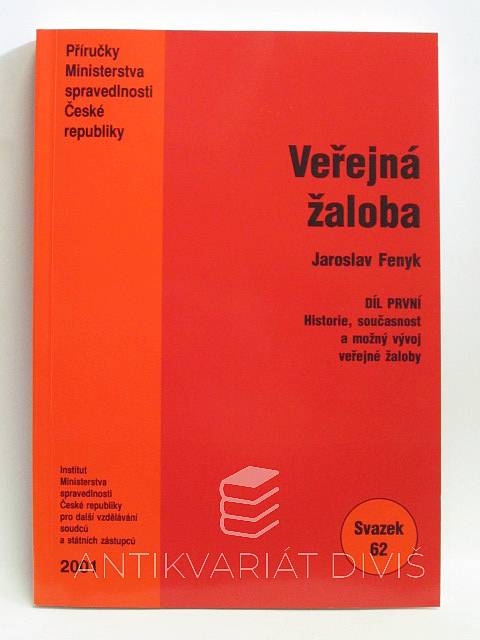 Příručky
Ministerstva
spravedlnosti
České
republiky
Veřejná
žaloba
Jaroslav Fenyk
DÍL PRVNÍ
Historie, současnost
a možný vývoj
veřejné žaloby
Institut
Ministerstva
spravedlnosti
České republiky
pro další vzdělávání
soudců
a státních zástupců
2001
Svazek
62
ANTIKVARIÁT DIVIŠ